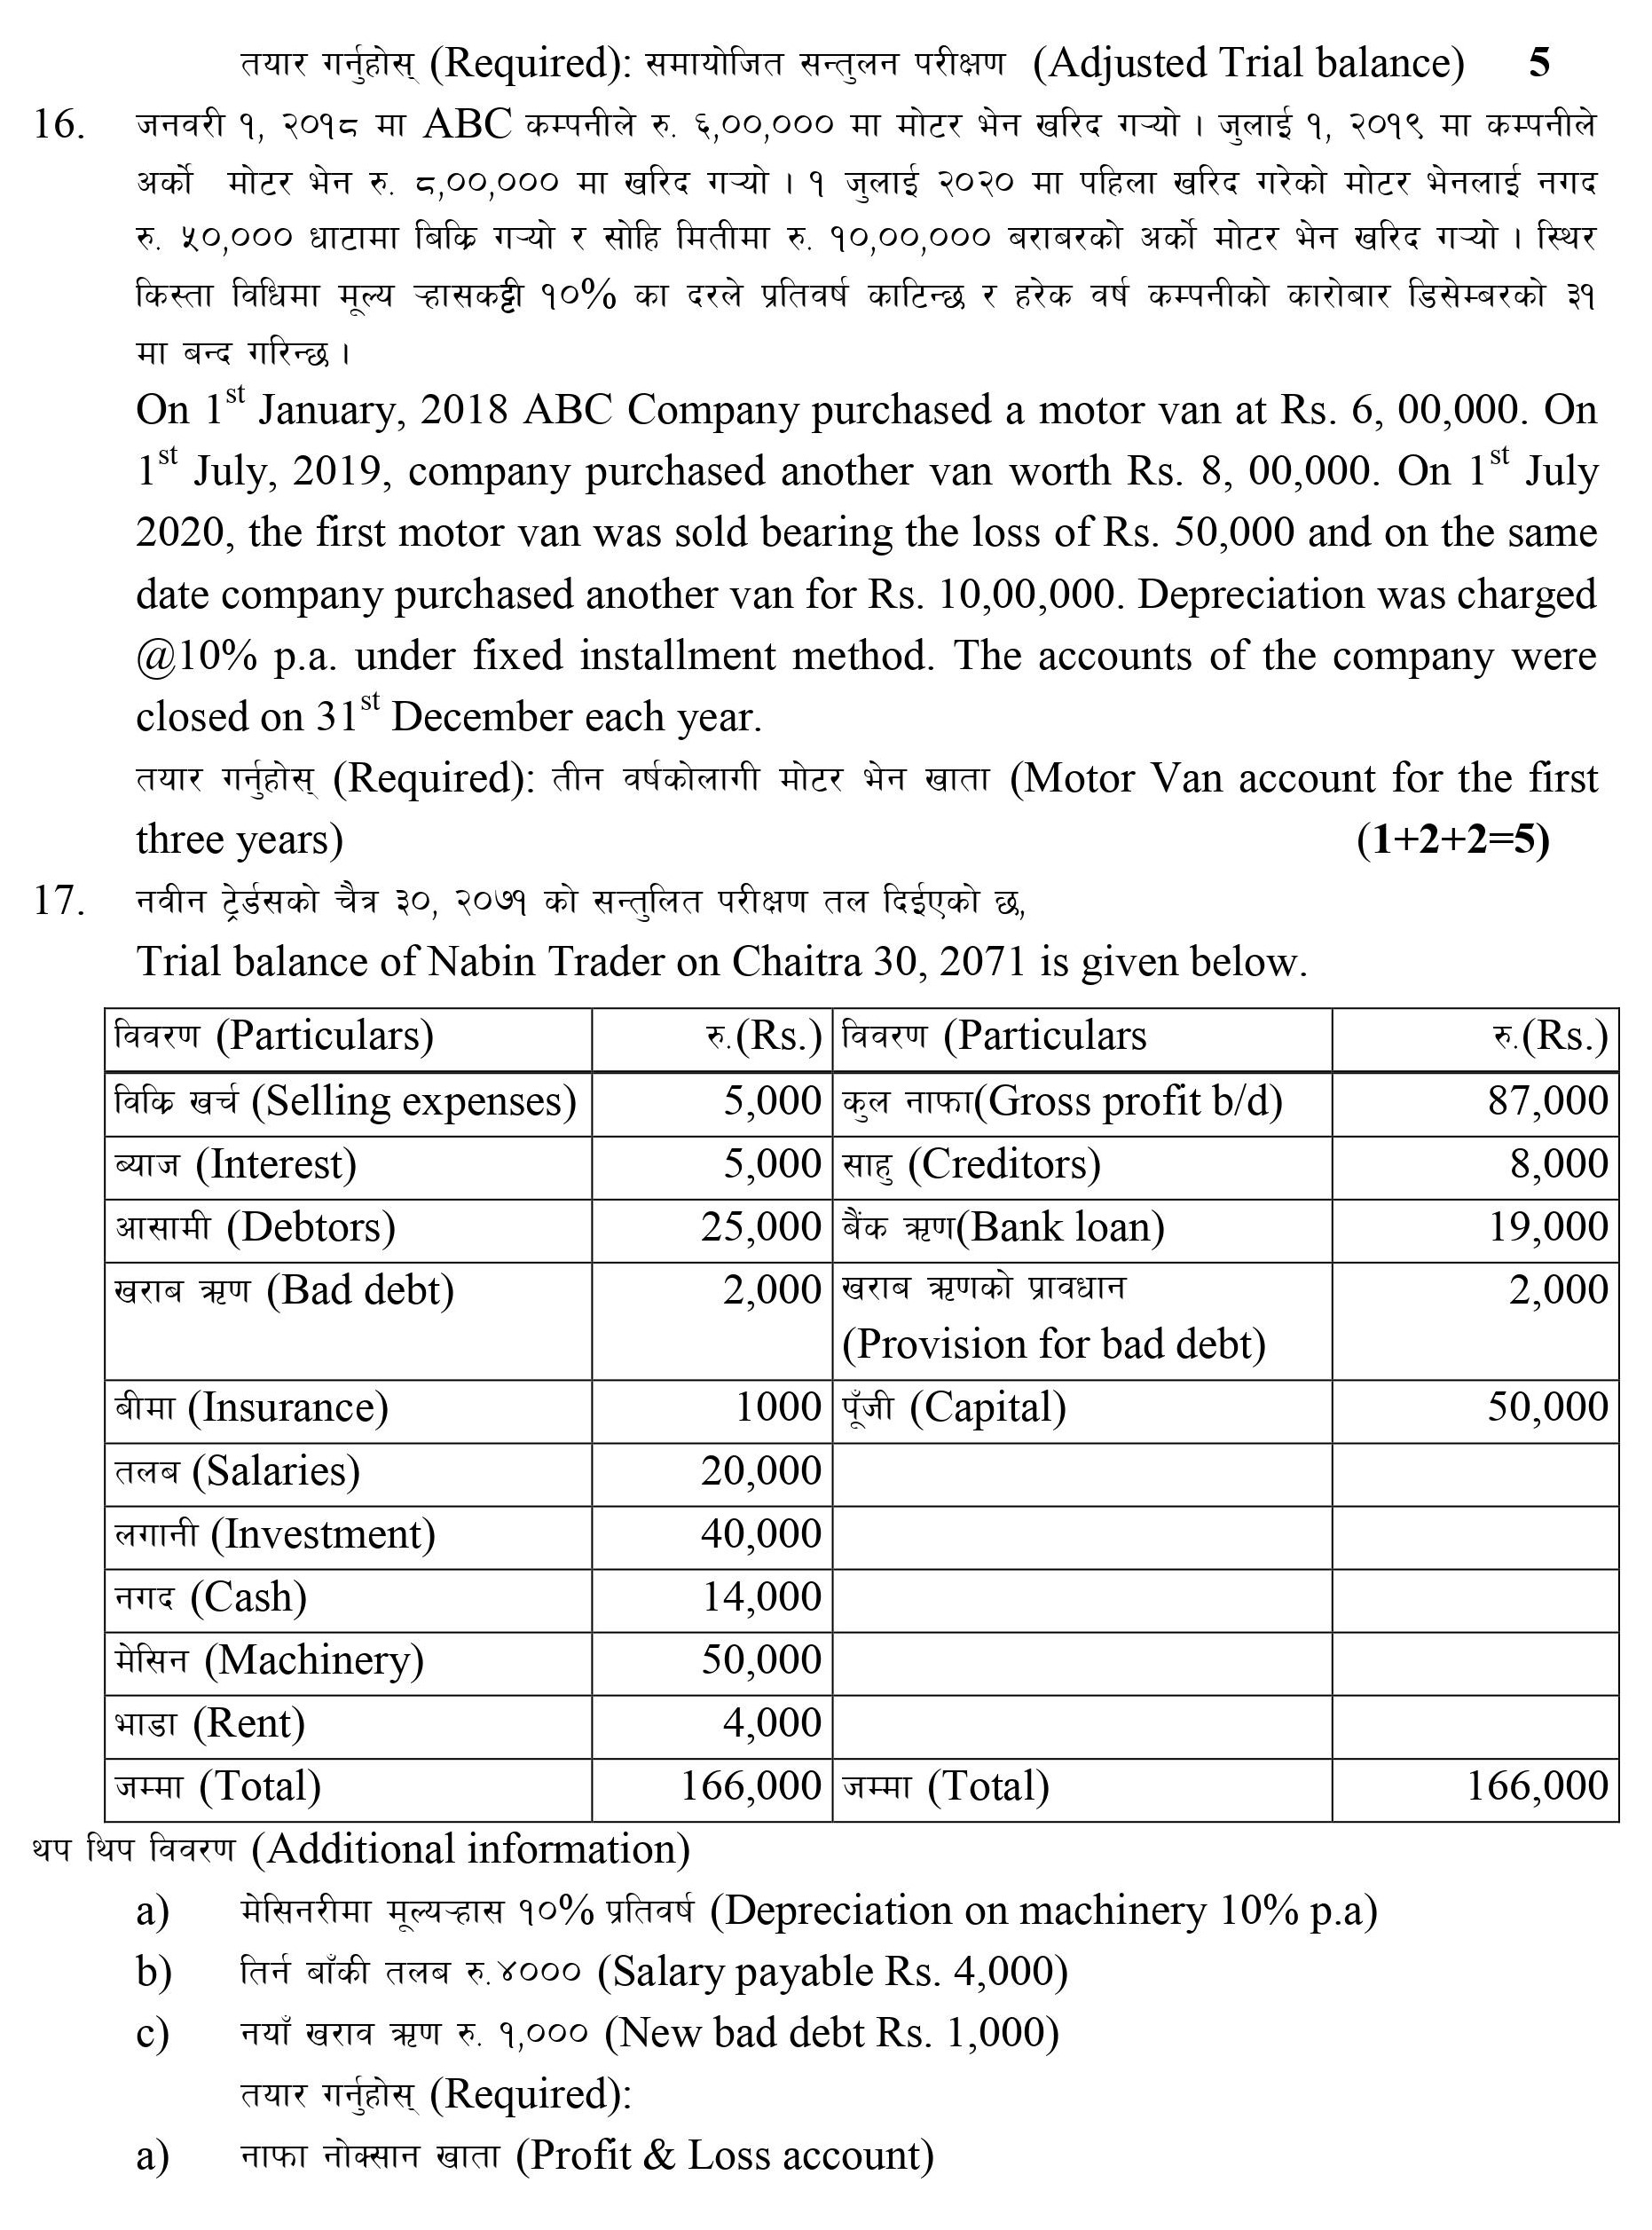 तयार गर्नुहोस् (Required): समायोजित सन्तुलन परीक्षण (Adjusted Trial balance) 5
16. जनवरी १, २०१८ मा ABC कम्पनीले रु. ६,००,००० मा मोटर भेन खरिद गऱ्यो । जुलाई १, २०१९ मा कम्पनीले
अर्को मोटर भेन रु. ८,००,००० मा खरिद गऱ्यो । १ जुलाई २०२० मा पहिला खरिद गरेको मोटर भेनलाई नगद
रु. ५०,००० धाटामा बिक्रि गऱ्यो र सोहि मितीमा रु. १०,००,००० बराबरको अर्को मोटर भेन खरिद गऱ्यो । स्थिर
किस्ता विधिमा मूल्य ऱ्हासकट्टी १०% का दरले प्रतिवर्ष काटिन्छ र हरेक वर्ष कम्पनीको कारोबार डिसेम्बरको ३१
मा बन्द गरिन्छ ।
On 1st January, 2018 ABC Company purchased a motor van at Rs. 6, 00,000. On
1st July, 2019, company purchased another van worth Rs. 8, 00,000. On 1st July
2020, the first motor van was sold bearing the loss of Rs. 50,000 and on the same
date company purchased another van for Rs. 10,00,000. Depreciation was charged
@10% p.a. under fixed installment method. The accounts of the company were
closed on 31st December each year.
तयार गर्नुहोस् (Required): तीन वर्षकोलागी मोटर भेन खाता (Motor Van account for the first
three years) (1+2+2=5)
17. नवीन ट्रेर्डसको चैत्र ३०, २०७१ को सन्तुलित परीक्षण तल दिईएको छ,
Trial balance of Nabin Trader on Chaitra 30, 2071 is given below.
विवरण (Particulars) रु.(Rs.) विवरण (Particulars रु.(Rs.)
विक्रि खर्च (Selling expenses) 5,000 कुल नाफा(Gross profit b/d) 87,000
ब्याज (Interest) 5,000 साहु (Creditors) 8,000
आसामी (Debtors) 25,000 बैंक ऋण(Bank loan) 19,000
खराब ऋण (Bad debt) 2,000 खराब ऋणको प्रावधान 2,000
(Provision for bad debt)
बीमा (Insurance) 1000 पूँजी (Capital) 50,000
तलब (Salaries) 20,000
लगानी (Investment) 40,000
नगद (Cash) 14,000
मेसिन (Machinery) 50,000
भाडा (Rent) 4,000
जम्मा (Total) 166,000 जम्मा (Total) 166,000
थप थिप विवरण (Additional information)
a) मेसिनरीमा मूल्यऱ्हास १०% प्रतिवर्ष (Depreciation on machinery 10% p.a)
b) तिर्न बाँकी तलब रु.४००० (Salary payable Rs. 4,000)
c) नयाँ खराव ऋण रु. १,००० (New bad debt Rs. 1,000)
तयार गर्नुहोस् (Required):
a) नाफा नोक्सान खाता (Profit & Loss account)